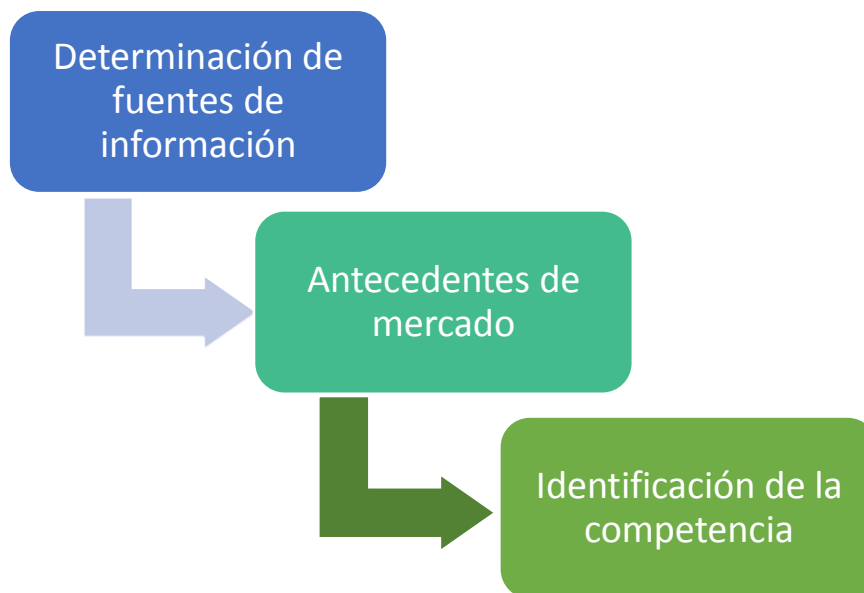 Determinación de
fuentes de
información
Antecedentes de
mercado
Identificación de la
competencia